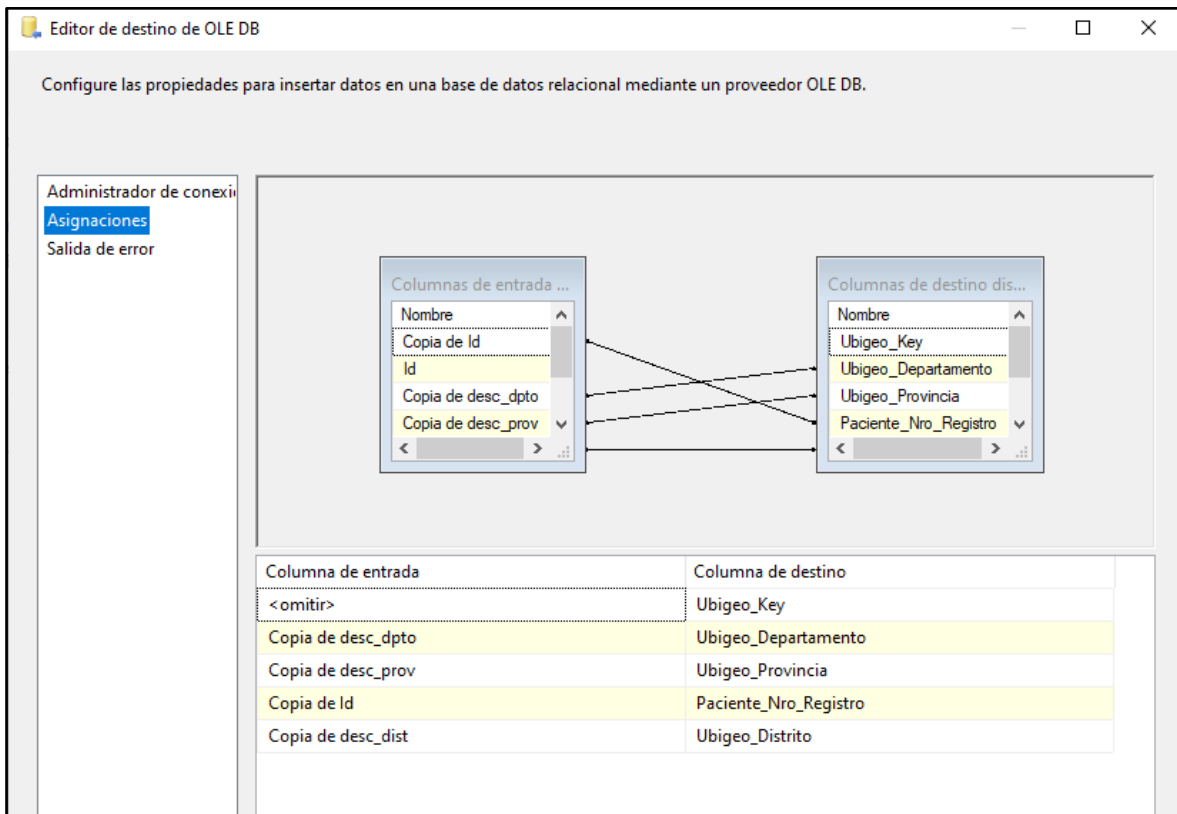 Editor de destino de OLE DB
Configure las propiedades para insertar datos en una base de datos relacional mediante un proveedor OLE DB.
Administrador de conexi
Asignaciones
Salida de error
Columnas de entrada ...
Nombre
Copia de Id
Id
Copia de desc_dpto
Copia de desc_prov
Columnas de destino dis...
Nombre
Ubigeo_Key
Ubigeo_Departamento
Ubigeo_Provincia
Paciente_Nro_Registro
Columna de entrada Columna de destino
<omitir> Ubigeo_Key
Copia de desc_dpto Ubigeo_Departamento
Copia de desc_prov Ubigeo_Provincia
Copia de Id Paciente_Nro_Registro
Copia de desc_dist Ubigeo_Distrito